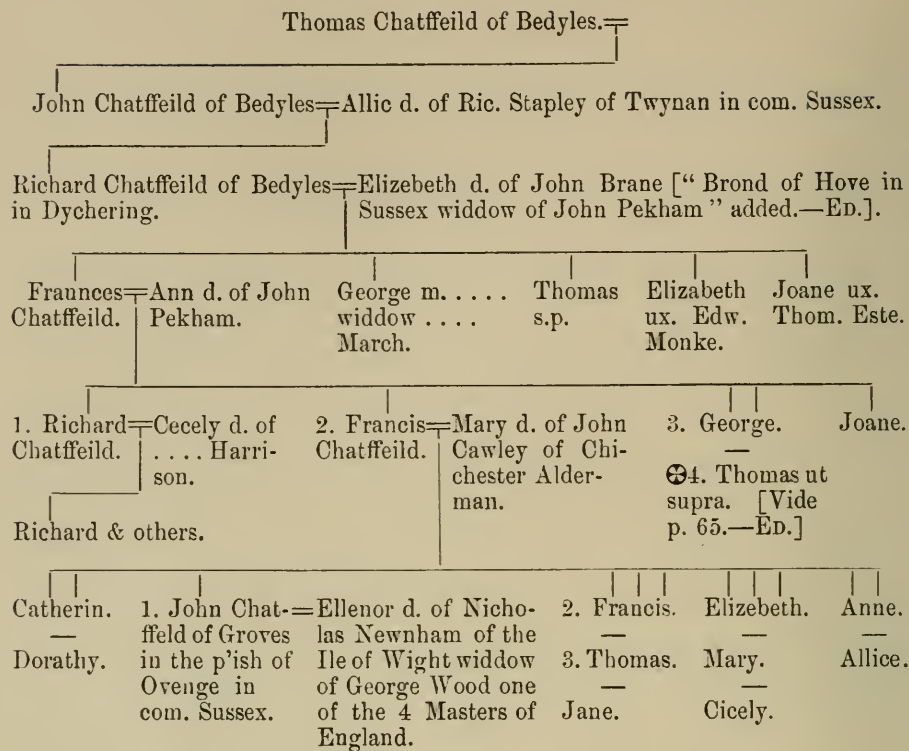 Thomas Chatffeild of Bedyles.=
John Chatffeild of Bedyles=Allic d. of Ric. Stapley of Twynan in com. Sussex.
Richard Chatffeild of Bedyles=Elizebeth d. of John Brane [“ Brond of Hove in
in Dychering. Sussex widdow of John Pekham ” added.—ED.].
Fraunces=Ann d. of John George m. . . . . Thomas Elizabeth Joane ux.
Chatffeild. Pekham. widdow . . . . s.p. ux. Edw. Thom. Este.
March. Monke.
1. Richard=Cecely d. of 2. Francis=Mary d. of John 3. George. Joane.
Chatffeild. . . . . Harri- Chatffeild. Cawley of Chi- —
son. chester Alder- ✪4. Thomas ut
man. supra. [Vide
Richard & others. p. 65.—ED.]
Catherin. 1. John Chat-=Ellenor d. of Nicho- 2. Francis. Elizebeth. Anne.
— ffeld of Groves las Newnham of the — — —
Dorathy. in the p'ish of Ile of Wight widdow 3. Thomas. Mary. Allice.
Ovenge in of George Wood one — —
com. Sussex. of the 4 Masters of Jane. Cicely.
England.